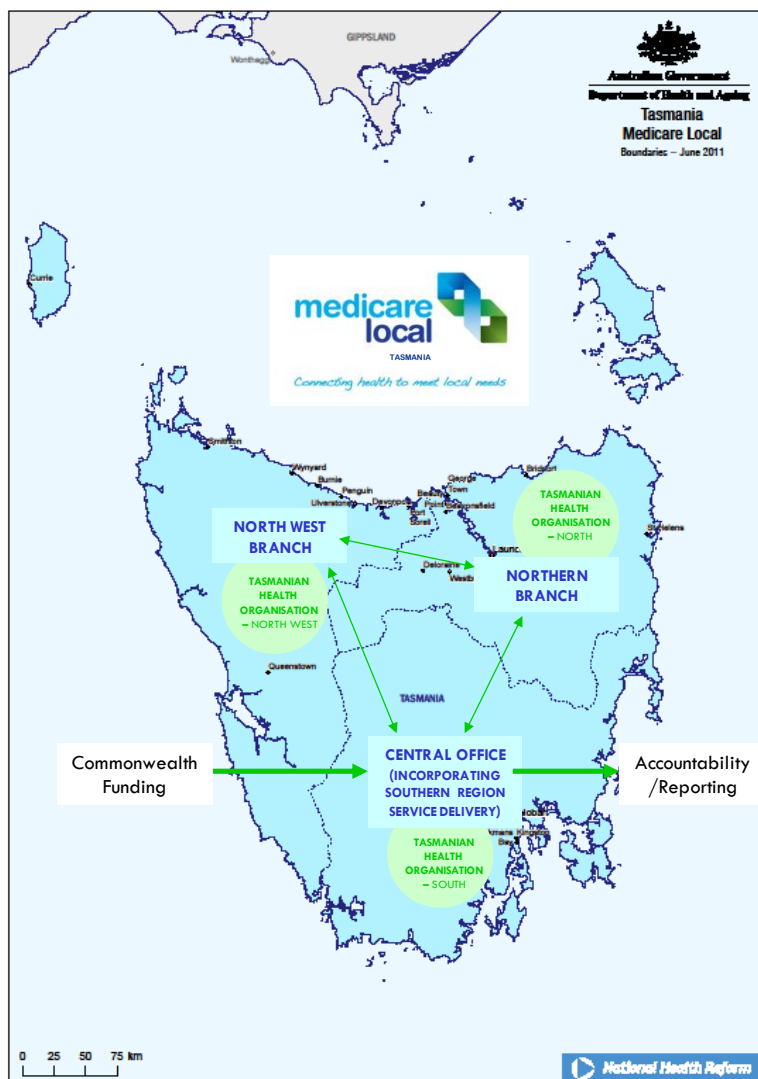 GIPPSLAND
Australian Government
Department of Health and Ageing
Tasmania
Medicare Local
Boundaries – June 2011
Currie
medicare
local
TASMANIA
Connecting health to meet local needs
Smithton
Wynyard
Burnie
Penguin
Ulverstone
Devonport
Port
Sorell
Beauty
Point
Beaconsfield
George
Town
Bridport
St Helens
TASMANIAN
HEALTH
ORGANISATION
– NORTH
NORTH WEST
BRANCH
Deloraine
NORTHERN
BRANCH
TASMANIAN
HEALTH
ORGANISATION
– NORTH WEST
Queenstown
TASMANIA
Commonwealth
Funding
CENTRAL OFFICE
(INCORPORATING
SOUTHERN REGION
SERVICE DELIVERY)
Accountability
/Reporting
Hobart
Kingston
Bay
TASMANIAN
HEALTH
ORGANISATION
– SOUTH
0 25 50 75 km
National Health Reform